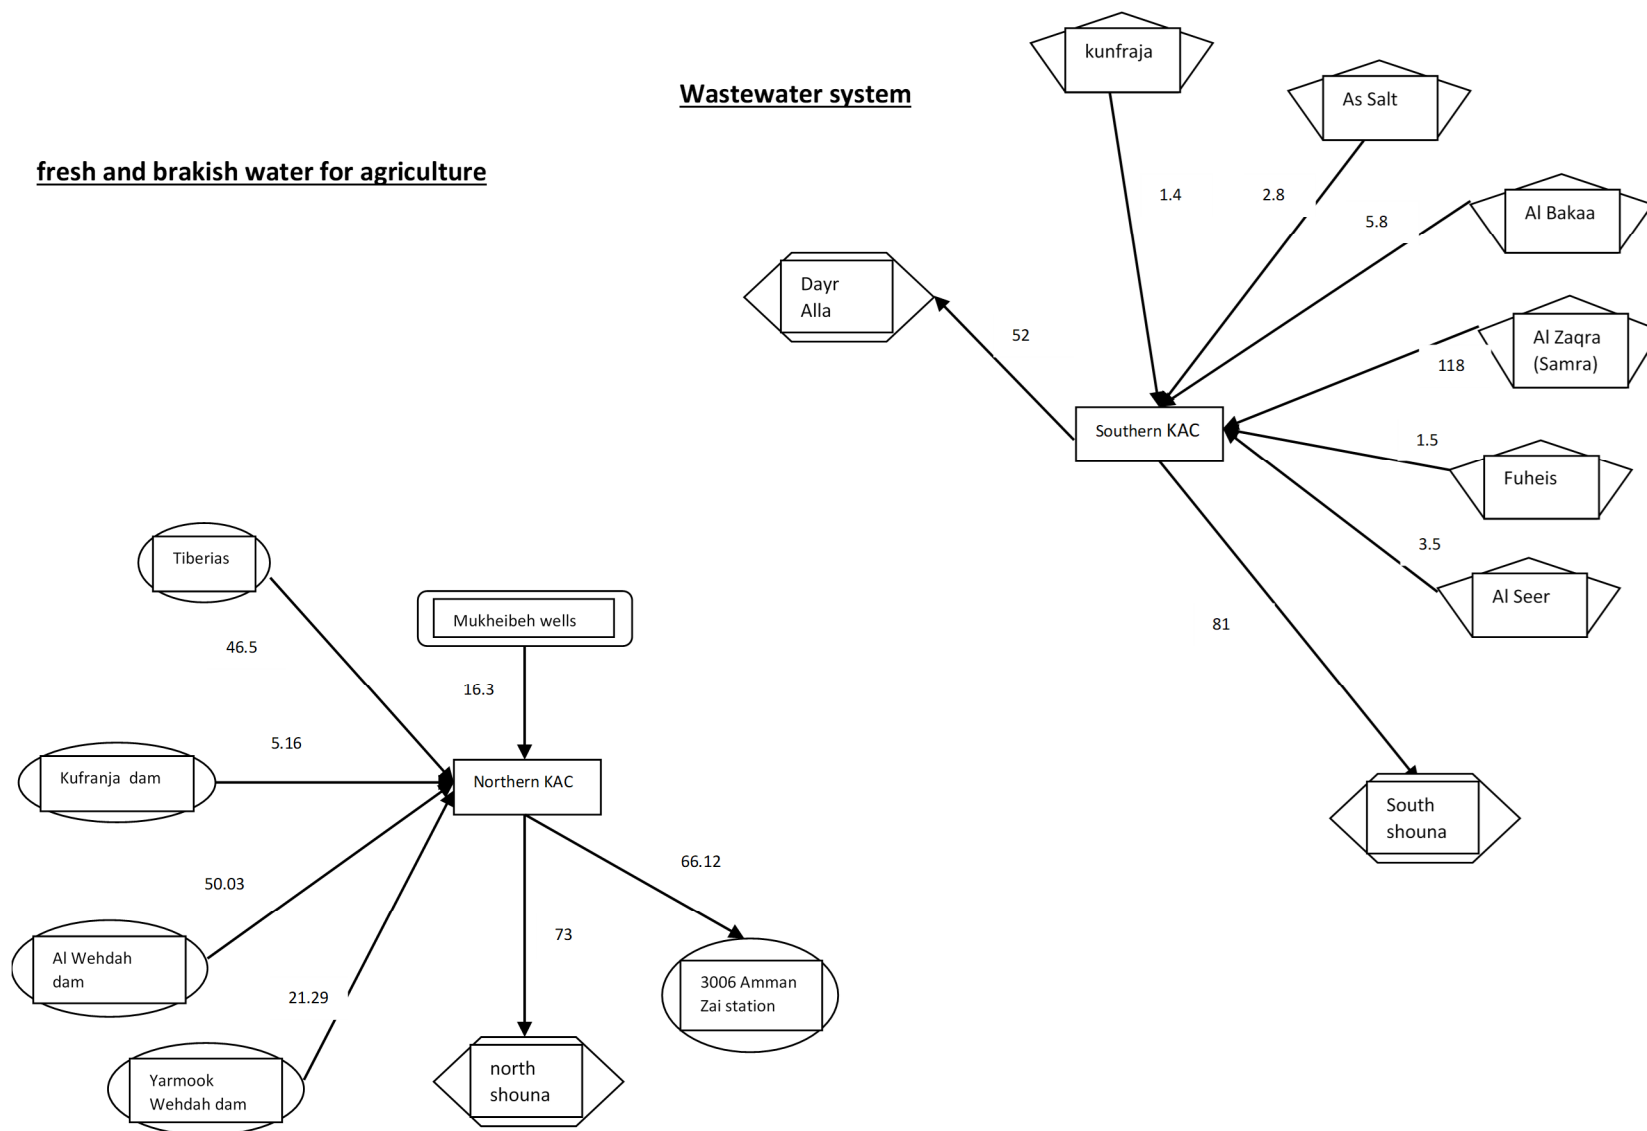 kunfraja
Wastewater system
As Salt
fresh and brakish water for agriculture
1.4
2.8
5.8
Al Bakaa
Dayr
Alla
52
118
Al Zaqra
(Samra)
Southern KAC
1.5
Fuheis
3.5
Al Seer
81
South
shouna
Tiberias
46.5
Mukheibeh wells
16.3
5.16
Kufranja  dam
Northern KAC
50.03
66.12
Al Wehdah
dam
73
21.29
3006 Amman
Zai station
Yarmook
Wehdah dam
north
shouna